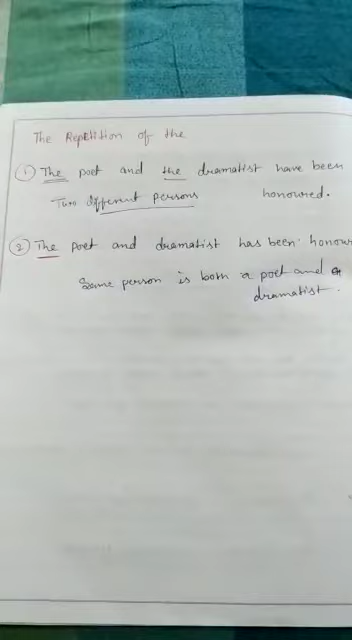 The Repetition of the
① The poet and the dramatist have been
Two different persons honoured.
② The poet and dramatist has been honour
Same person is both a poet and a
dramatist.